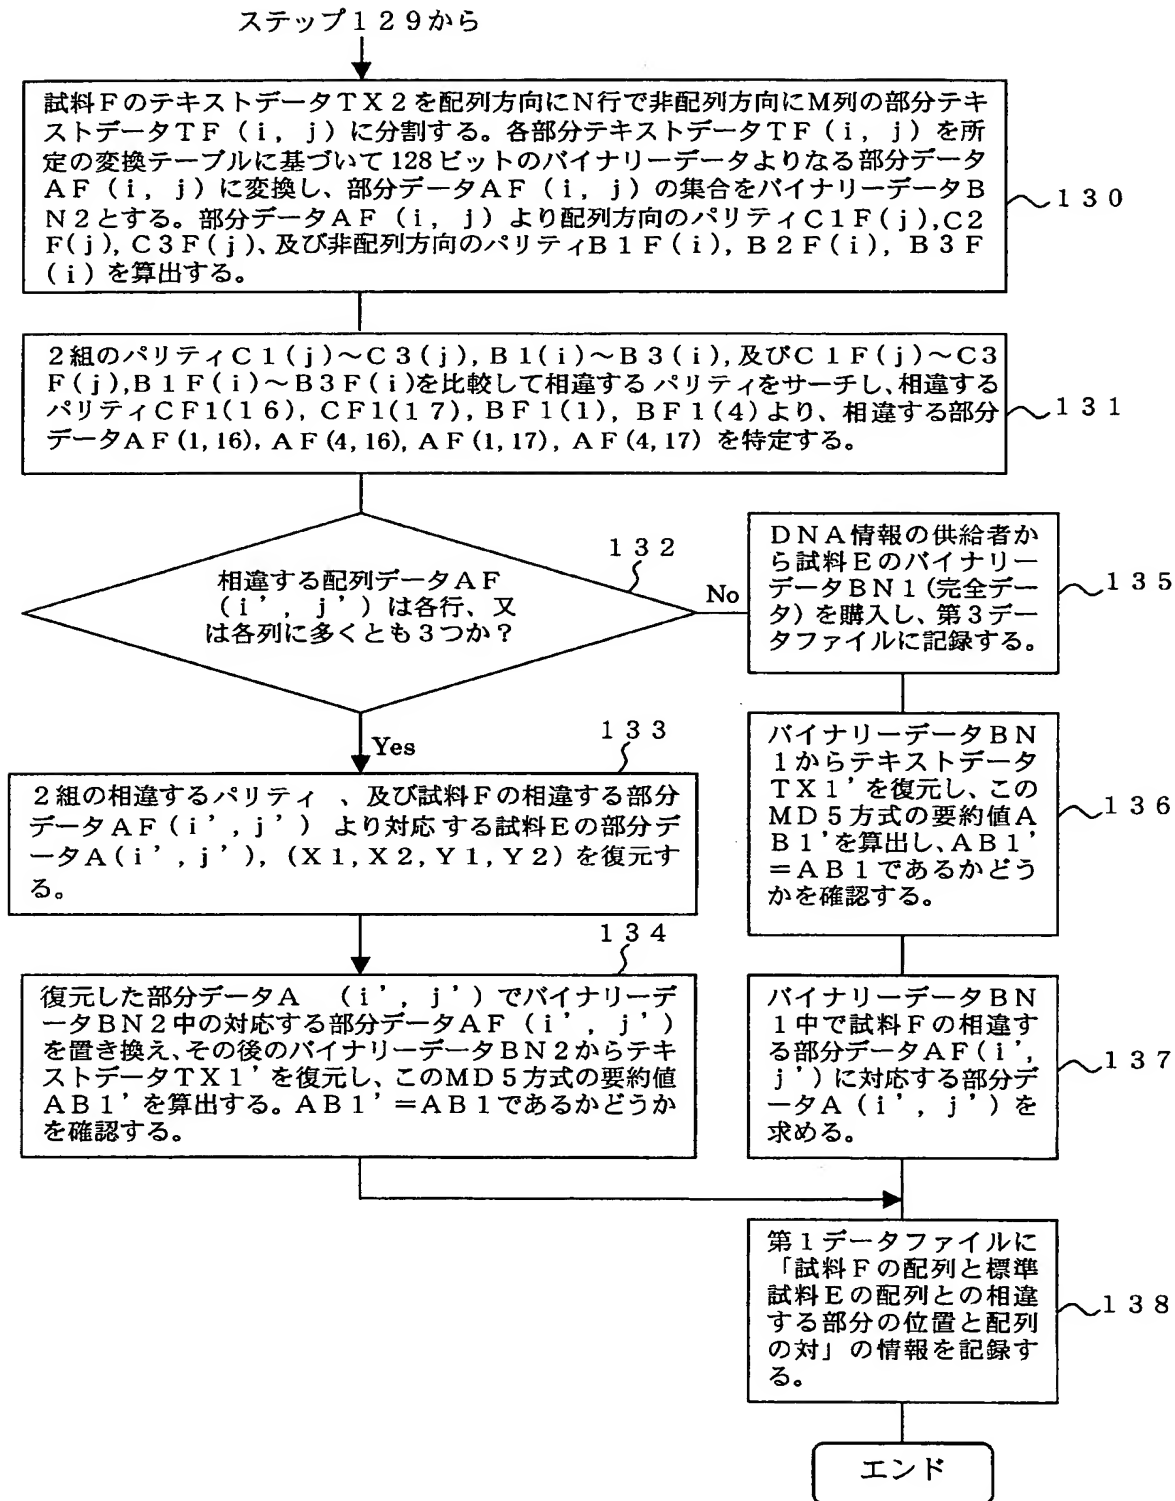 ステップ129から
試料FのテキストデータTX2を配列方向にN行で非配列方向にM列の部分テキ
ストデータTF(i, j)に分割する。各部分テキストデータTF(i, j)を所
定の変換テーブルに基づいて128ビットのバイナリーデータよりなる部分データ
AF(i, j)に変換し、部分データAF(i, j)の集合をバイナリーデータB
N2とする。部分データAF(i, j)より配列方向のパリティC1F(j),C2
F(j), C3F(j)、及び非配列方向のパリティB1F(i), B2F(i), B3F
(i)を算出する。
130
2組のパリティC1(j)~C3(j), B1(i)~B3(i),及びC1F(j)~C3
F(j),B1F(i)~B3F(i)を比較して相違するパリティをサーチし、相違する
パリティCF1(16), CF1(17), BF1(1), BF1(4)より、相違する部分
データAF(1,16), AF(4,16), AF(1,17), AF(4,17)を特定する。
131
132
相違する配列データAF
(i', j')は各行、又
は各列に多くとも3つか?
No
Yes
DNA情報の供給者か
ら試料Eのバイナリー
データBN1(完全デー
タ)を購入し、第3デー
タファイルに記録する。
135
133
2組の相違するパリティ 、及び試料Fの相違する部分
データAF(i', j')より対応する試料Eの部分デ
ータA(i', j'), (X1, X2, Y1, Y2)を復元す
る。
バイナリーデータBN
1からテキストデータ
TX1'を復元し、この
MD5方式の要約値A
B1'を算出し、AB1'
=AB1であるかどう
かを確認する。
136
134
復元した部分データA (i', j')でバイナリーデ
ータBN2中の対応する部分データAF(i', j')
を置き換え、その後のバイナリーデータBN2からテキ
ストデータTX1'を復元し、このMD5方式の要約値
AB1'を算出する。AB1'=AB1であるかどうか
を確認する。
バイナリーデータBN
1中で試料Fの相違す
る部分データAF(i',
j')に対応する部分デ
ータA(i', j')を
求める。
137
第1データファイルに
「試料Fの配列と標準
試料Eの配列との相違
する部分の位置と配列
の対」の情報を記録す
る。
138
エンド